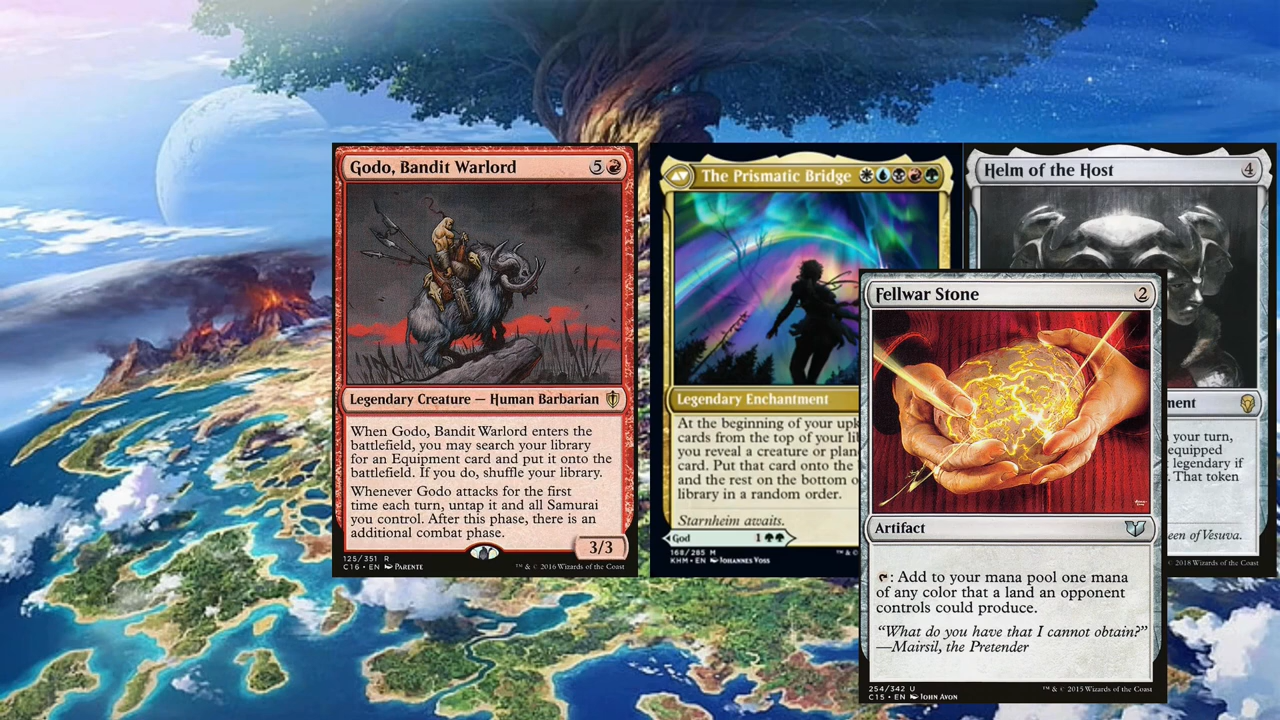 Godo, Bandit Warlord 5
Legendary Creature — Human Barbarian
When Godo, Bandit Warlord enters the
battlefield, you may search your library
for an Equipment card and put it onto the
battlefield. If you do, shuffle your library.
Whenever Godo attacks for the first
time each turn, untap it and all Samurai
you control. After this phase, there is an
additional combat phase.
3/3
125/351 R
C16 • EN PARENTE
™ & © 2016 Wizards of the Coast
The Prismatic Bridge
Legendary Enchantment
At the beginning of your up
cards from the top of your li
you reveal a creature or plan
card. Put that card onto the
and the rest on the bottom o
library in a random order.
Starnheim awaits.
God 1
168/285 M
KHM • EN JOHANNES VOSS
™ & ©
Helm of the Host 4
ment
your turn,
equipped
legendary if
That token
een of Vesuva.
© 2018 Wizards of the Coast
Fellwar Stone 2
Artifact
: Add to your mana pool one mana
of any color that a land an opponent
controls could produce.
“What do you have that I cannot obtain?”
—Mairsil, the Pretender
254/342 U
C15 • EN JOHN AVON
™ & © 2015 Wizards of the Coast